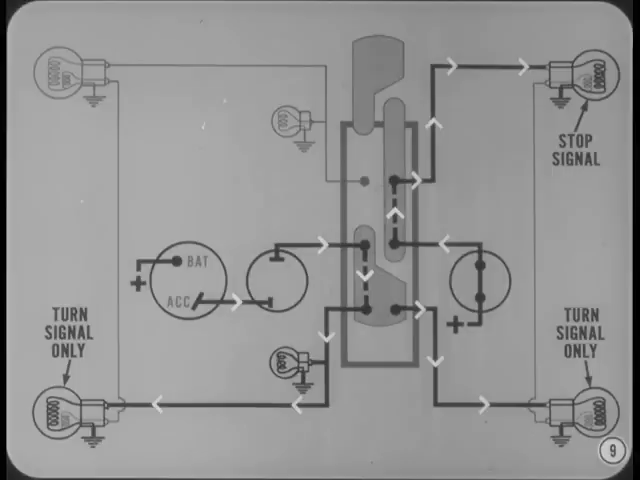 STOP
SIGNAL
BAT
+
ACC
+
TURN
SIGNAL
ONLY
TURN
SIGNAL
ONLY
9